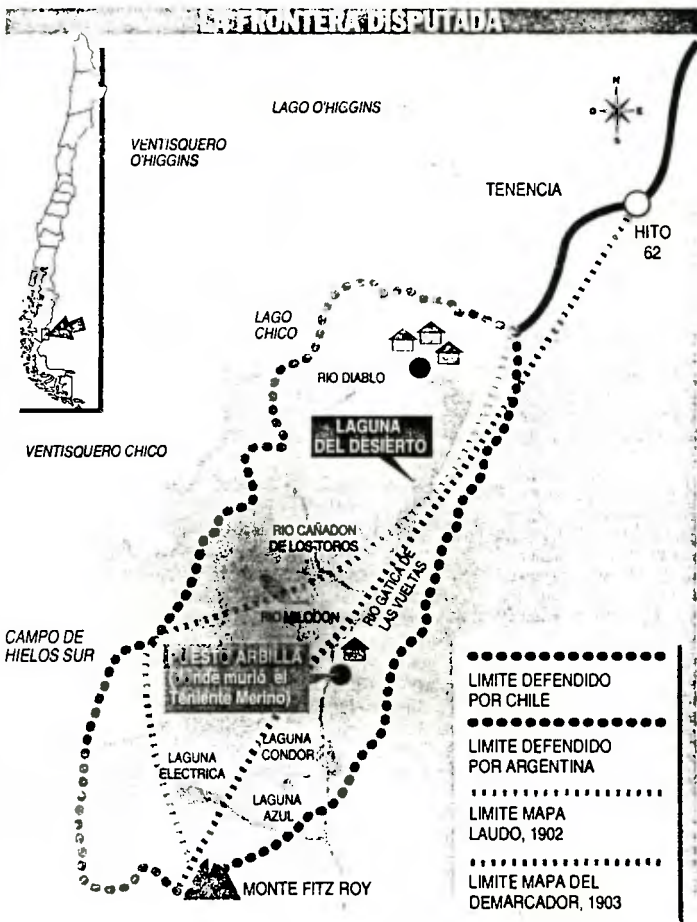 LA FRONTERA DISPUTADA
LAGO O'HIGGINS
N
O
E
S
VENTISQUERO
O'HIGGINS
TENENCIA
HITO
62
LAGO
CHICO
RIO DIABLO
LAGUNA
DEL DESIERTO
VENTISQUERO CHICO
RIO CAÑADON
DE LOS TOROS
RIO GATICA DE
LAS VUELTAS
RIO MILODON
CAMPO DE
HIELOS SUR
PUESTO ARBILLA
(donde murió el
Teniente Merino)
LAGUNA
CONDOR
LAGUNA
ELECTRICA
LAGUNA
AZUL
MONTE FITZ ROY
LIMITE DEFENDIDO
POR CHILE
LIMITE DEFENDIDO
POR ARGENTINA
LIMITE MAPA
LAUDO, 1902
LIMITE MAPA DEL
DEMARCADOR, 1903